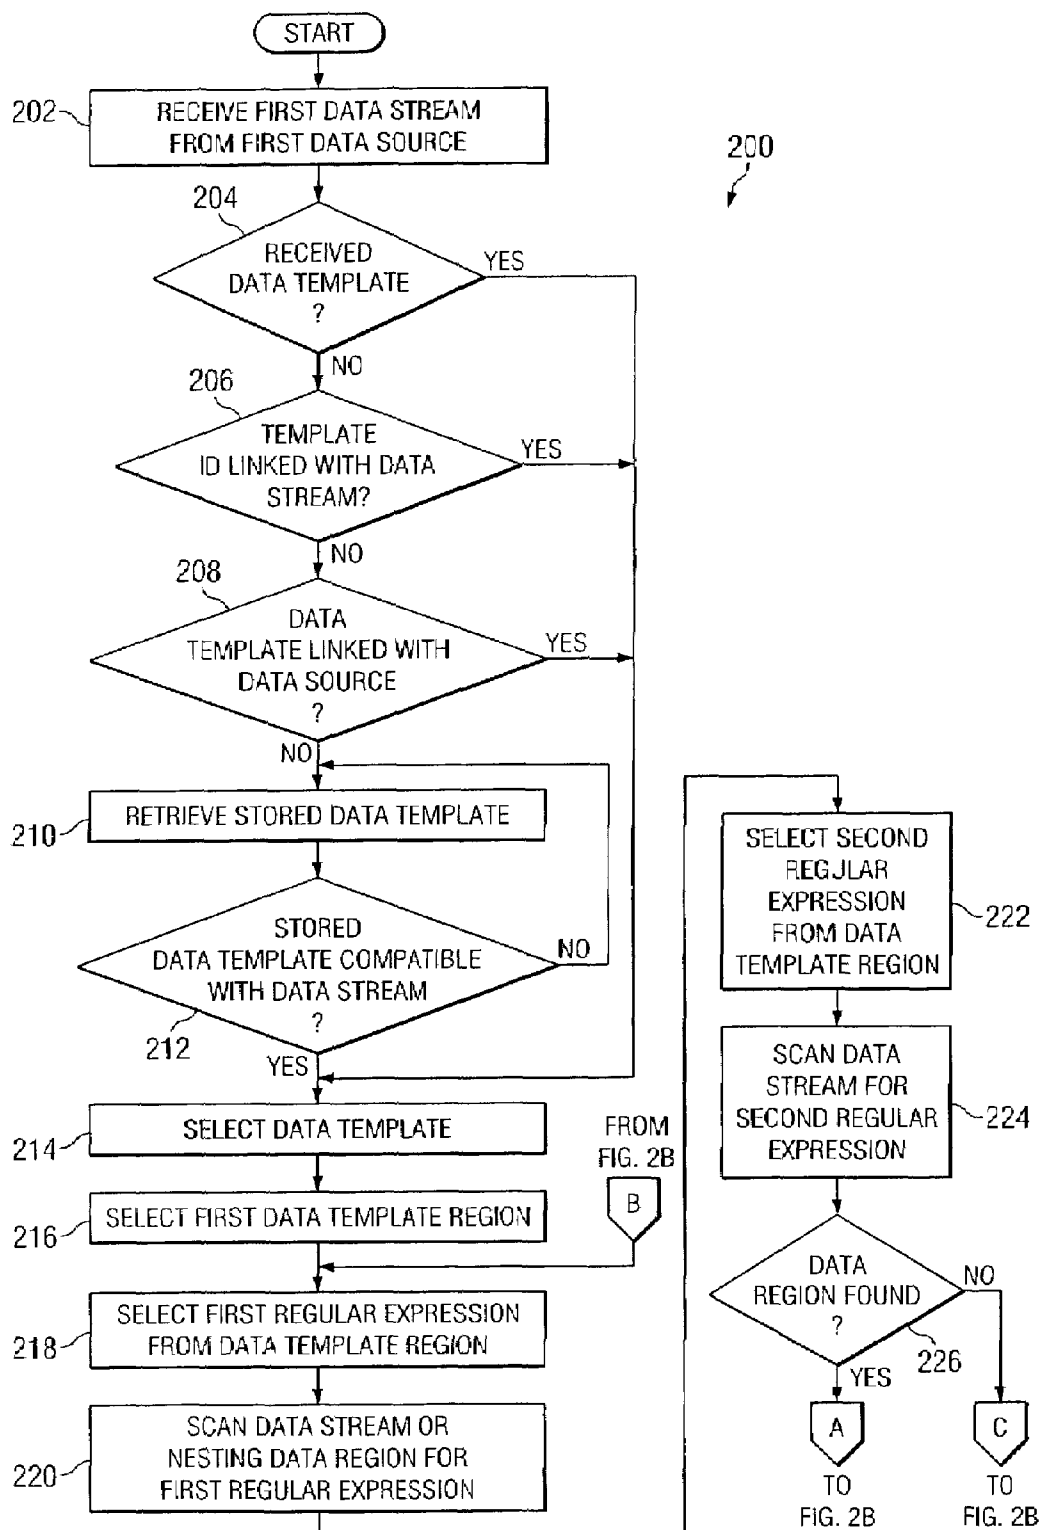 START
202
RECEIVE FIRST DATA STREAM
FROM FIRST DATA SOURCE
200
204
RECEIVED
DATA TEMPLATE
?
YES
NO
206
TEMPLATE
ID LINKED WITH DATA
STREAM?
YES
NO
208
DATA
TEMPLATE LINKED WITH
DATA SOURCE
?
YES
NO
210
RETRIEVE STORED DATA TEMPLATE
STORED
DATA TEMPLATE COMPATIBLE
WITH DATA STREAM
?
NO
212
YES
214
SELECT DATA TEMPLATE
216
SELECT FIRST DATA TEMPLATE REGION
FROM
FIG. 2B
B
218
SELECT FIRST REGULAR EXPRESSION
FROM DATA TEMPLATE REGION
220
SCAN DATA STREAM OR
NESTING DATA REGION FOR
FIRST REGULAR EXPRESSION
SELECT SECOND
REGULAR
EXPRESSION
FROM DATA
TEMPLATE REGION
222
SCAN DATA
STREAM FOR
SECOND REGULAR
EXPRESSION
224
DATA
REGION FOUND
?
NO
226
YES
A
TO
FIG. 2B
C
TO
FIG. 2B